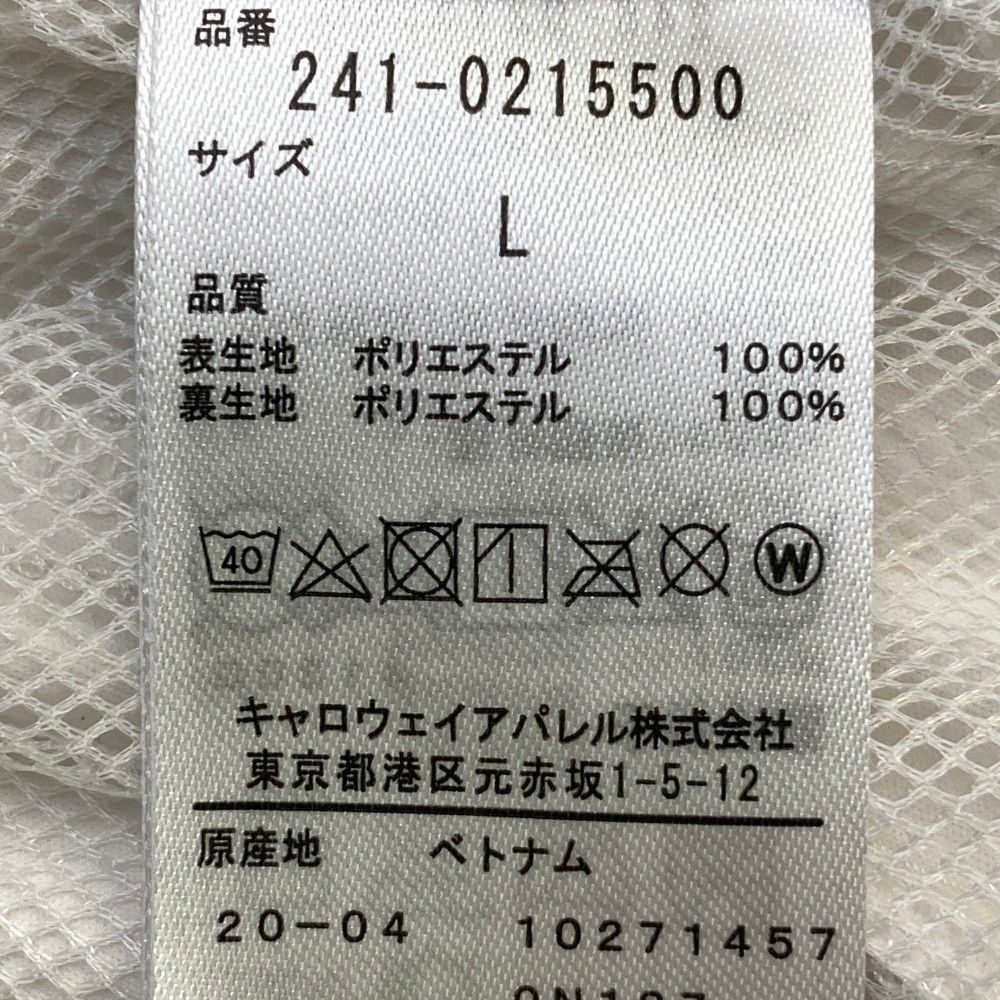 品番
241-0215500
サイズ
L
品質
表生地 ポリエステル 100%
裏生地 ポリエステル 100%
40 W
キャロウェイアパレル株式会社
東京都港区元赤坂1-5-12
原産地 ベトナム
20-04 10271457